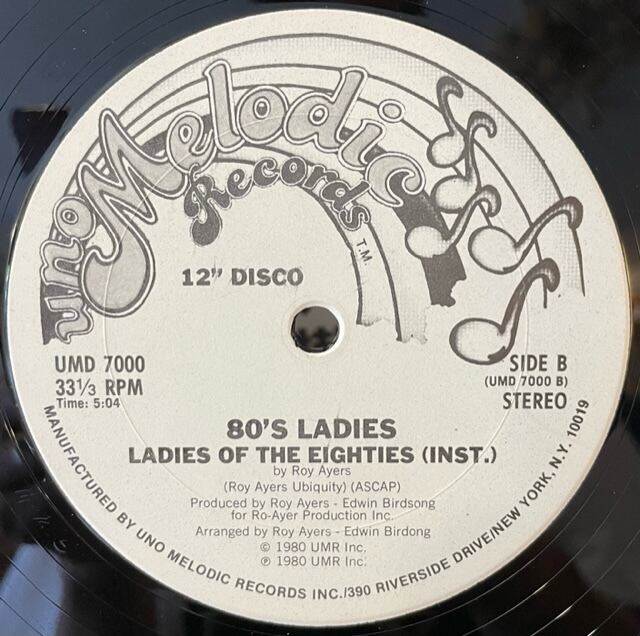 uno Melodic
Records
T.M.
12" DISCO
UMD 7000
33⅓ RPM
Time: 5:04
SIDE B
(UMD 7000 B)
STEREO
80'S LADIES
LADIES OF THE EIGHTIES (INST.)
by Roy Ayers
(Roy Ayers Ubiquity) (ASCAP)
Produced by Roy Ayers - Edwin Birdsong
for Ro-Ayer Production Inc.
Arranged by Roy Ayers - Edwin Birdong
© 1980 UMR Inc.
℗ 1980 UMR Inc.
MANUFACTURED BY UNO MELODIC RECORDS INC./390 RIVERSIDE DRIVE/NEW YORK, N.Y. 10019